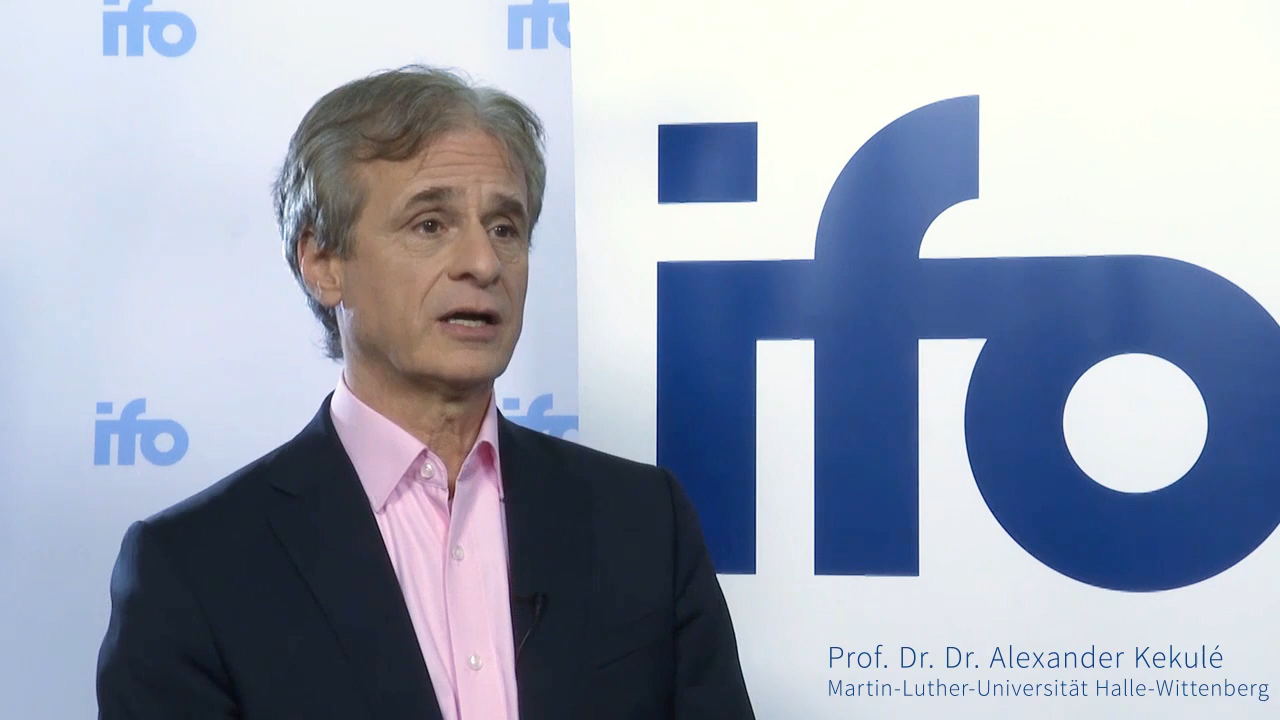 ifo
ifo
ifo
ifo
ifo
Prof. Dr. Dr. Alexander Kekulé
Martin-Luther-Universität Halle-Wittenberg